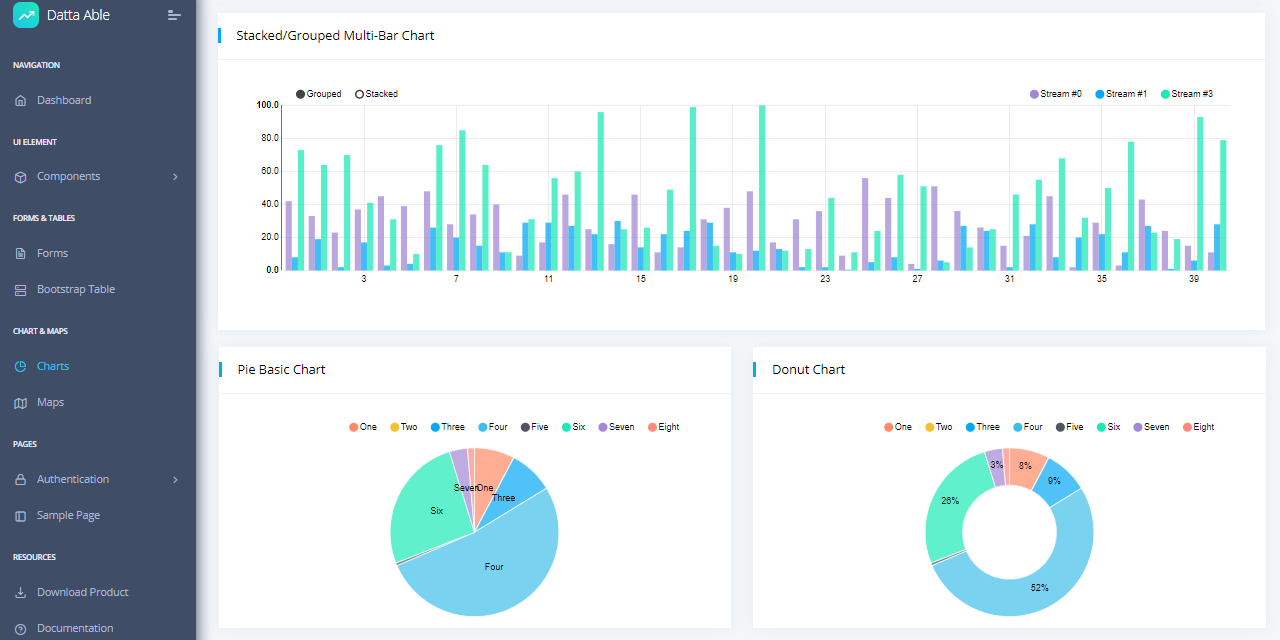 Datta Able
NAVIGATION
Dashboard
UI ELEMENT
Components
FORMS & TABLES
Forms
Bootstrap Table
CHART & MAPS
Charts
Maps
PAGES
Authentication
Sample Page
RESOURCES
Download Product
Documentation
Stacked/Grouped Multi-Bar Chart
Grouped Stacked Stream #0 Stream #1 Stream #3
100.0
80.0
60.0
40.0
20.0
0.0
3 7 11 15 19 23 27 31 35 39
Pie Basic Chart
One Two Three Four Five Six Seven Eight
Seven One
Three
Six
Four
Donut Chart
One Two Three Four Five Six Seven Eight
3% 8%
9%
26%
52%